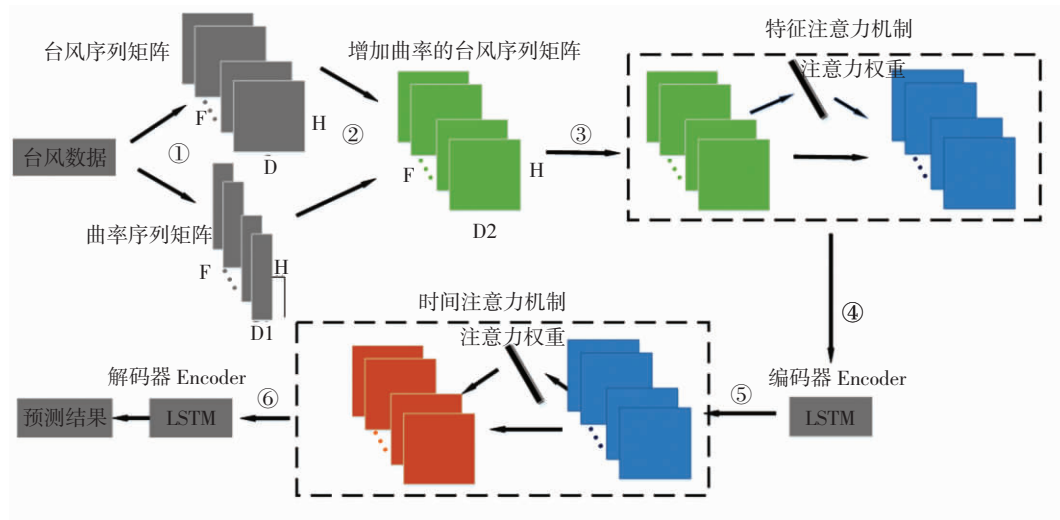 台风序列矩阵
F
H
D
台风数据
①
②
曲率序列矩阵
F
H
D1
增加曲率的台风序列矩阵
F
H
D2
③
特征注意力机制
注意力权重
④
编码器 Encoder
LSTM
⑤
时间注意力机制
注意力权重
⑥
解码器 Encoder
LSTM
预测结果